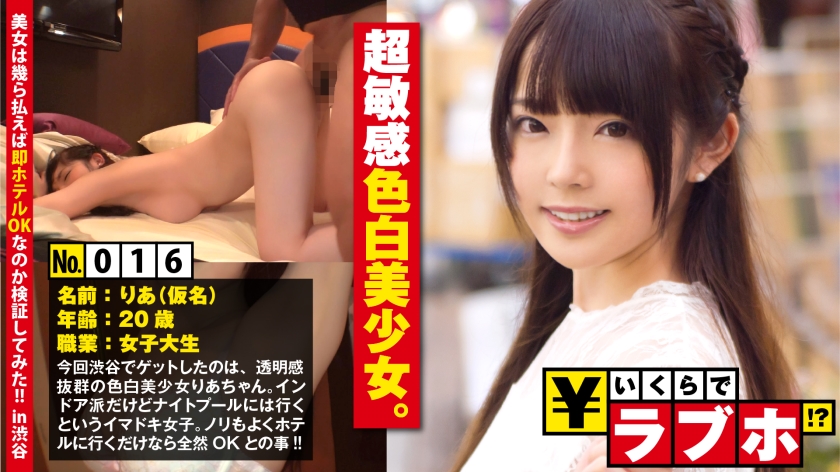 美女は幾ら払えば即ホテルOKなのか検証してみた!! in 渋谷
超敏感色白美少女。
No. 016
名前：りあ（仮名）
年齢：20歳
職業：女子大生
今回渋谷でゲットしたのは、透明感
抜群の色白美少女りあちゃん。イン
ドア派だけどナイトプールには行く
というイマドキ女子。ノリもよくホテ
ルに行くだけなら全然OKとの事!!
¥いくらで
ラブホ!?